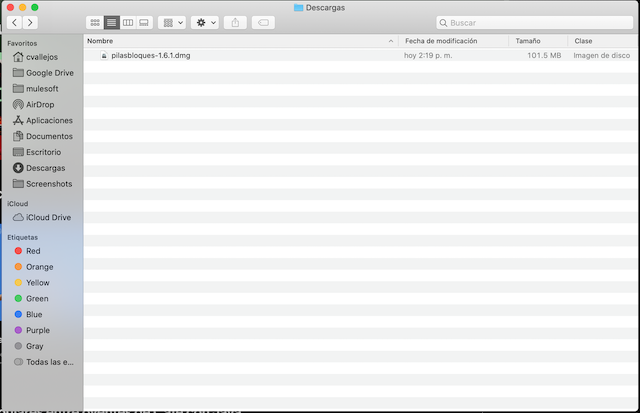 Descargas
Buscar
Favoritos
cvallejos
Google Drive
mulesoft
AirDrop
Aplicaciones
Documentos
Escritorio
Descargas
Screenshots
iCloud
iCloud Drive
Etiquetas
Red
Orange
Yellow
Green
Blue
Purple
Gray
Todas las e...
Nombre Fecha de modificación Tamaño Clase
pilasbloques-1.6.1.dmg hoy 2:19 p. m. 101.5 MB Imagen de disco